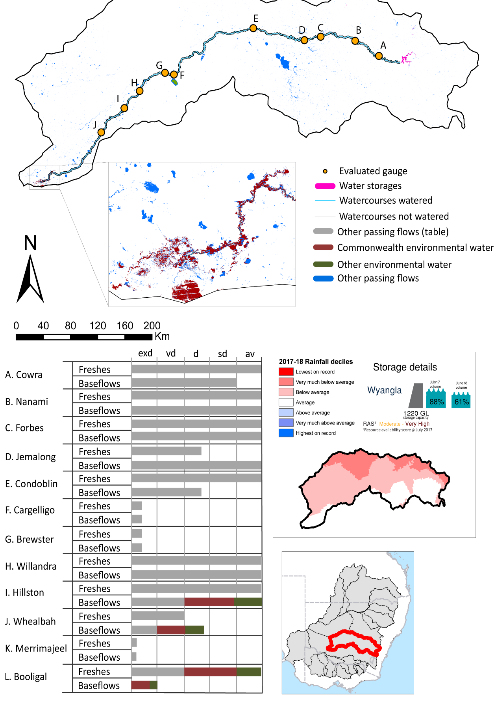 E
D
C
B
A
G
F
H
I
J
Evaluated gauge
Water storages
Watercourses watered
Watercourses not watered
Other passing flows (table)
Commonwealth environmental water
Other environmental water
Other passing flows
N
0 40 80 120 160 200
Km
exd vd d sd av
A. Cowra Freshes
Baseflows
B. Nanami Freshes
Baseflows
C. Forbes Freshes
Baseflows
D. Jemalong Freshes
Baseflows
E. Condoblin Freshes
Baseflows
F. Cargelligo Freshes
Baseflows
G. Brewster Freshes
Baseflows
H. Willandra Freshes
Baseflows
I. Hillston Freshes
Baseflows
J. Whealbah Freshes
Baseflows
K. Merrimajeel Freshes
Baseflows
L. Booligal Freshes
Baseflows
2017-18 Rainfall deciles
Lowest on record
Very much below average
Below average
Average
Above average
Very much above average
Highest on record
Storage details
Wyangla
88%
61%
1220 GL
RAS* Moderate - Very High